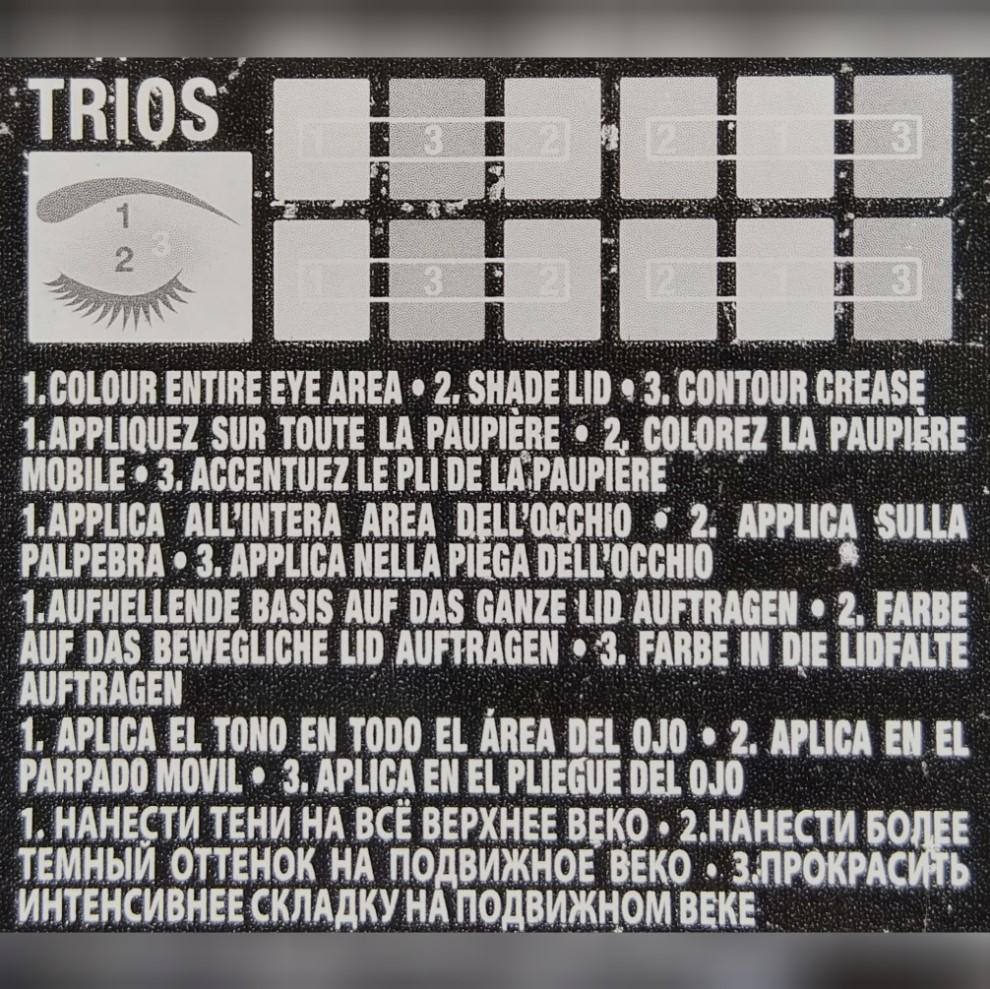 TRIOS
1 3 2 2 1 3
1
3
2
1 3 2 2 1 3
1.COLOUR ENTIRE EYE AREA • 2. SHADE LID • 3. CONTOUR CREASE
1.APPLIQUEZ SUR TOUTE LA PAUPIÈRE • 2. COLOREZ LA PAUPIÈRE
MOBILE • 3. ACCENTUEZ LE PLI DE LA PAUPIÈRE
1.APPLICA ALL'INTERA AREA DELL'OCCHIO • 2. APPLICA SULLA
PALPEBRA • 3. APPLICA NELLA PIEGA DELL'OCCHIO
1.AUFHELLENDE BASIS AUF DAS GANZE LID AUFTRAGEN • 2. FARBE
AUF DAS BEWEGLICHE LID AUFTRAGEN • 3. FARBE IN DIE LIDFALTE
AUFTRAGEN
1. APLICA EL TONO EN TODO EL ÁREA DEL OJO • 2. APLICA EN EL
PARPADO MOVIL • 3. APLICA EN EL PLIEGUE DEL OJO
1. НАНЕСТИ ТЕНИ НА ВСЁ ВЕРХНЕЕ ВЕКО • 2.НАНЕСТИ БОЛЕЕ
ТЕМНЫЙ ОТТЕНОК НА ПОДВИЖНОЕ ВЕКО • 3.ПРОКРАСИТЬ
ИНТЕНСИВНЕЕ СКЛАДКУ НА ПОДВИЖНОМ ВЕКЕ